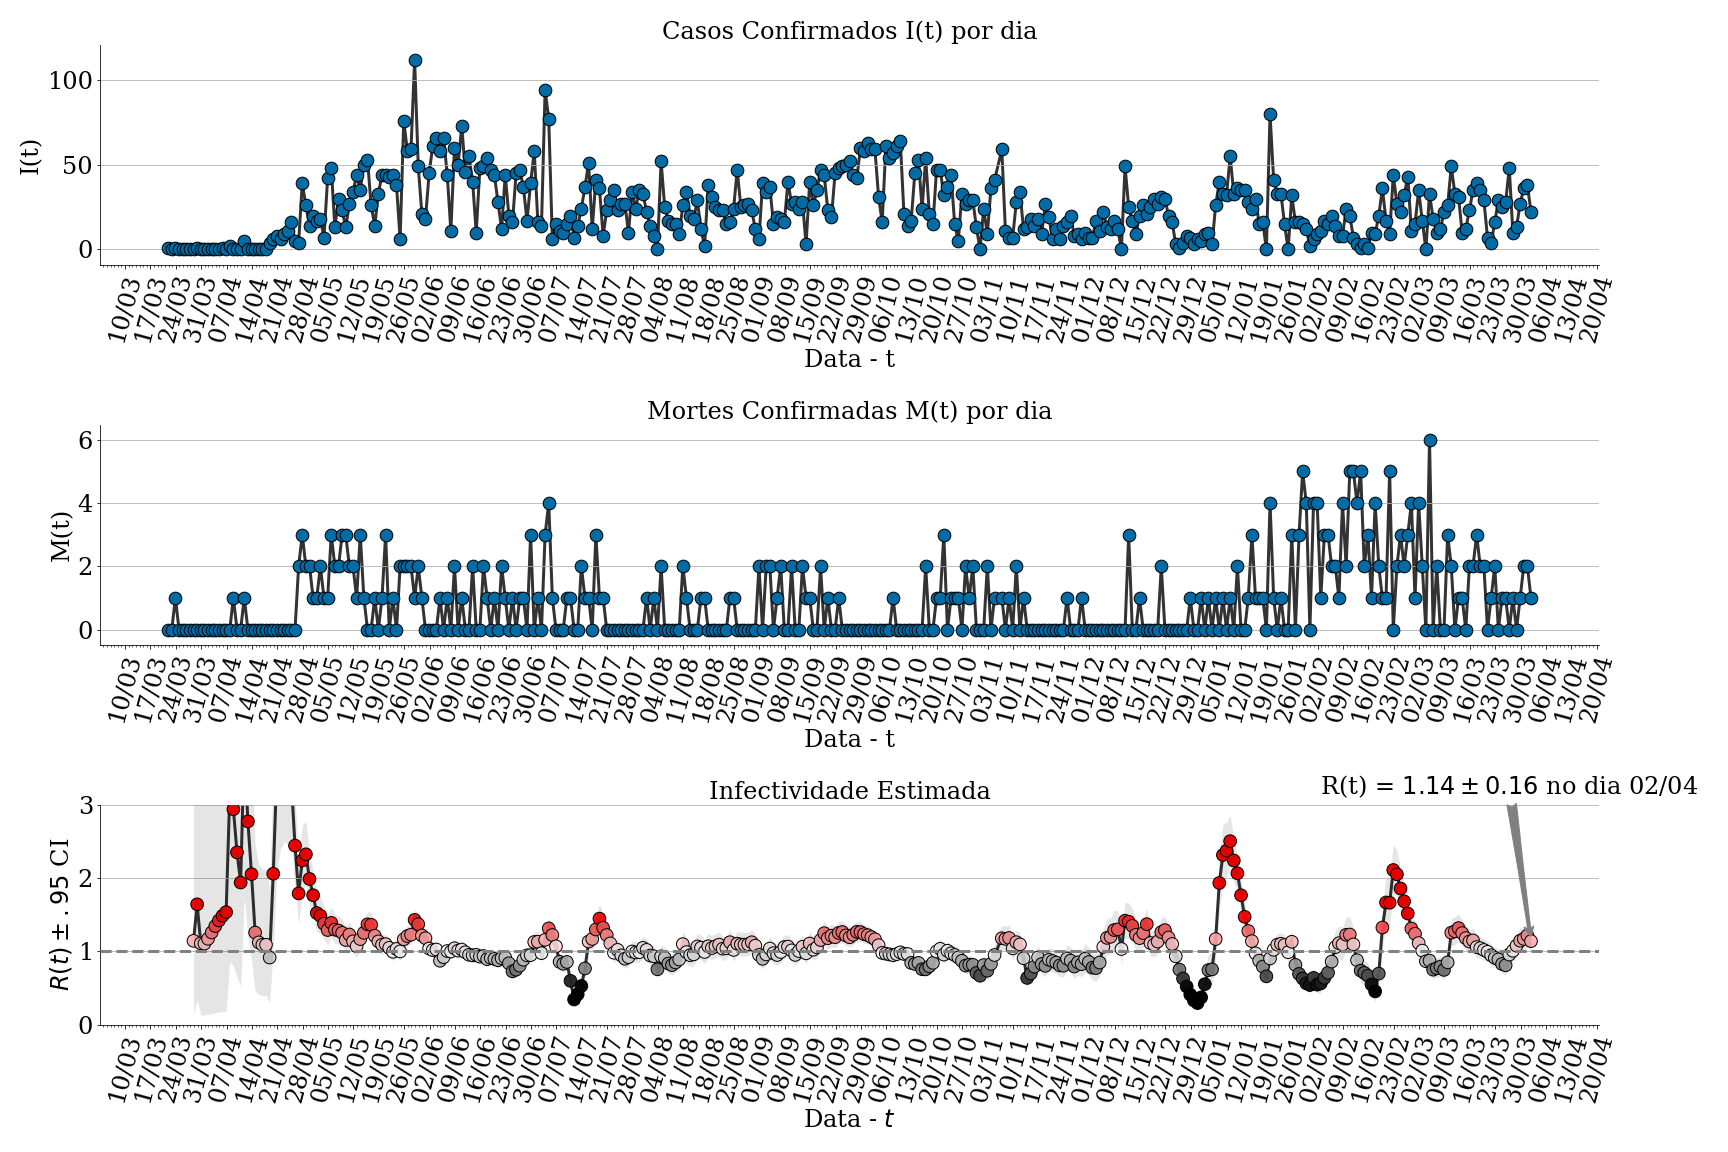 Casos Confirmados I(t) por dia
100
50
0
I(t)
10/03 17/03 24/03 31/03 07/04 14/04 21/04 28/04 05/05 12/05 19/05 26/05 02/06 09/06 16/06 23/06 30/06 07/07 14/07 21/07 28/07 04/08 11/08 18/08 25/08 01/09 08/09 15/09 22/09 29/09 06/10 13/10 20/10 27/10 03/11 10/11 17/11 24/11 01/12 08/12 15/12 22/12 29/12 05/01 12/01 19/01 26/01 02/02 09/02 16/02 23/02 02/03 09/03 16/03 23/03 30/03 06/04 13/04 20/04
Data - t
Mortes Confirmadas M(t) por dia
6
4
2
0
M(t)
10/03 17/03 24/03 31/03 07/04 14/04 21/04 28/04 05/05 12/05 19/05 26/05 02/06 09/06 16/06 23/06 30/06 07/07 14/07 21/07 28/07 04/08 11/08 18/08 25/08 01/09 08/09 15/09 22/09 29/09 06/10 13/10 20/10 27/10 03/11 10/11 17/11 24/11 01/12 08/12 15/12 22/12 29/12 05/01 12/01 19/01 26/01 02/02 09/02 16/02 23/02 02/03 09/03 16/03 23/03 30/03 06/04 13/04 20/04
Data - t
Infectividade Estimada
R(t) = 1.14 ± 0.16 no dia 02/04
3
2
1
0
R(t) ± .95 CI
10/03 17/03 24/03 31/03 07/04 14/04 21/04 28/04 05/05 12/05 19/05 26/05 02/06 09/06 16/06 23/06 30/06 07/07 14/07 21/07 28/07 04/08 11/08 18/08 25/08 01/09 08/09 15/09 22/09 29/09 06/10 13/10 20/10 27/10 03/11 10/11 17/11 24/11 01/12 08/12 15/12 22/12 29/12 05/01 12/01 19/01 26/01 02/02 09/02 16/02 23/02 02/03 09/03 16/03 23/03 30/03 06/04 13/04 20/04
Data - t